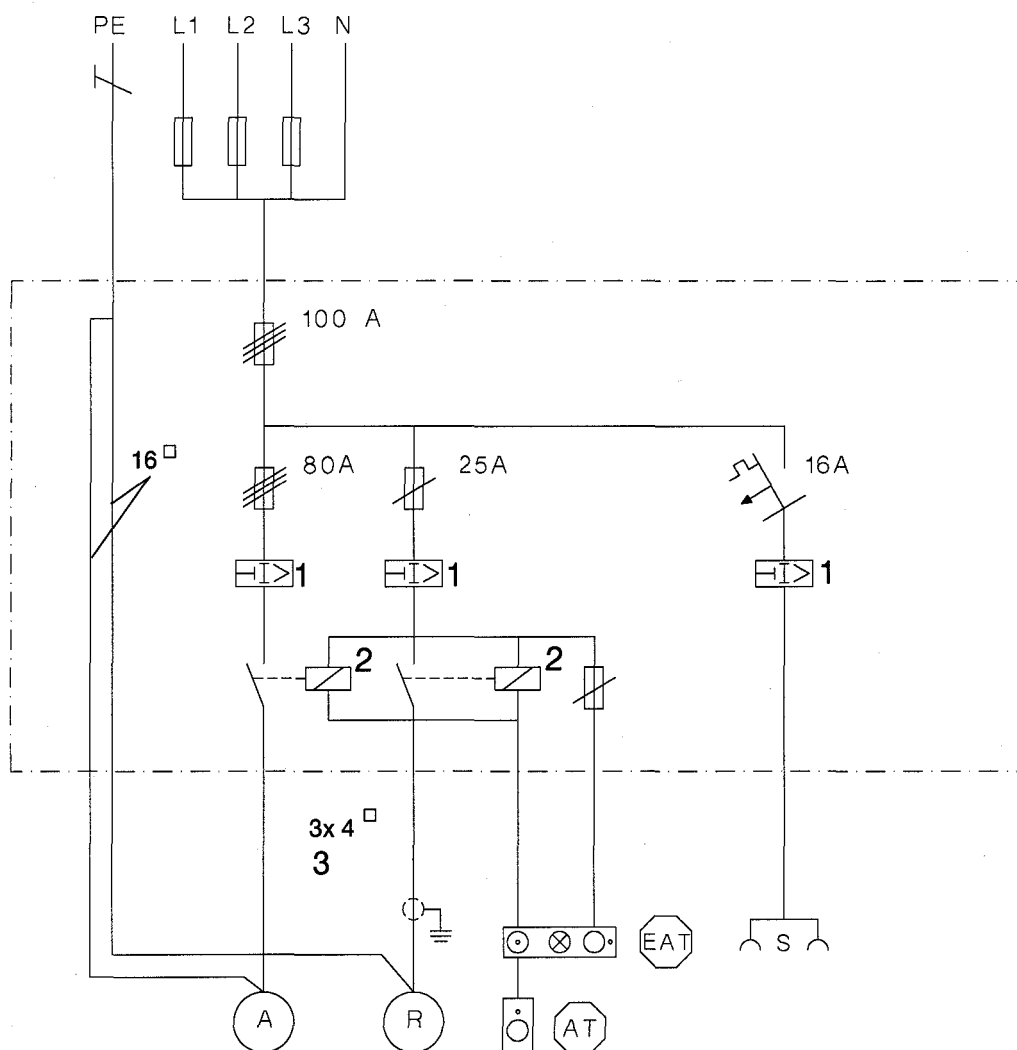 PE L1 L2 L3 N
100 A
16 □
80A 25A 16A
1 1 1
2 2
3x 4 □
3
EAT S
A R AT